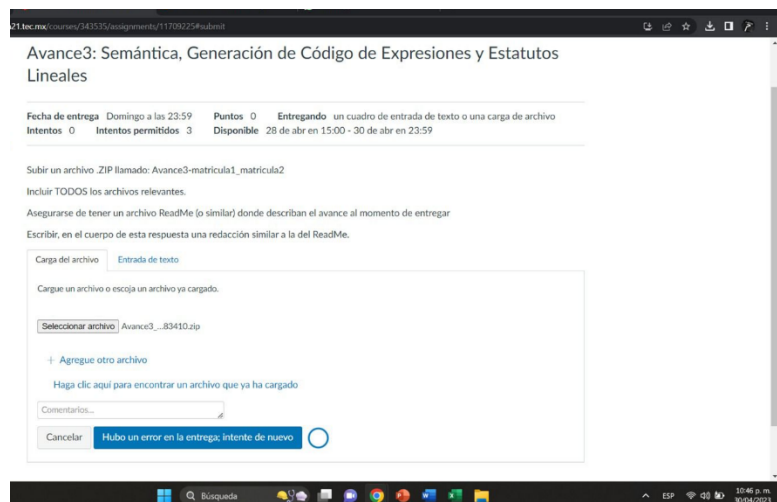 21.tec.mx/courses/343535/assignments/11709225#submit
Avance3: Semántica, Generación de Código de Expresiones y Estatutos
Lineales
Fecha de entrega Domingo a las 23:59 Puntos 0 Entregando un cuadro de entrada de texto o una carga de archivo
Intentos 0 Intentos permitidos 3 Disponible 28 de abr en 15:00 - 30 de abr en 23:59
Subir un archivo .ZIP llamado: Avance3-matricula1_matricula2
Incluir TODOS los archivos relevantes.
Asegurarse de tener un archivo ReadMe (o similar) donde describan el avance al momento de entregar
Escribir, en el cuerpo de esta respuesta una redacción similar a la del ReadMe.
Carga del archivo Entrada de texto
Cargue un archivo o escoja un archivo ya cargado.
Seleccionar archivo Avance3_...83410.zip
+ Agregue otro archivo
Haga clic aquí para encontrar un archivo que ya ha cargado
Comentarios...
Cancelar Hubo un error en la entrega; intente de nuevo
Búsqueda ESP 10:46 p. m.
30/04/2023